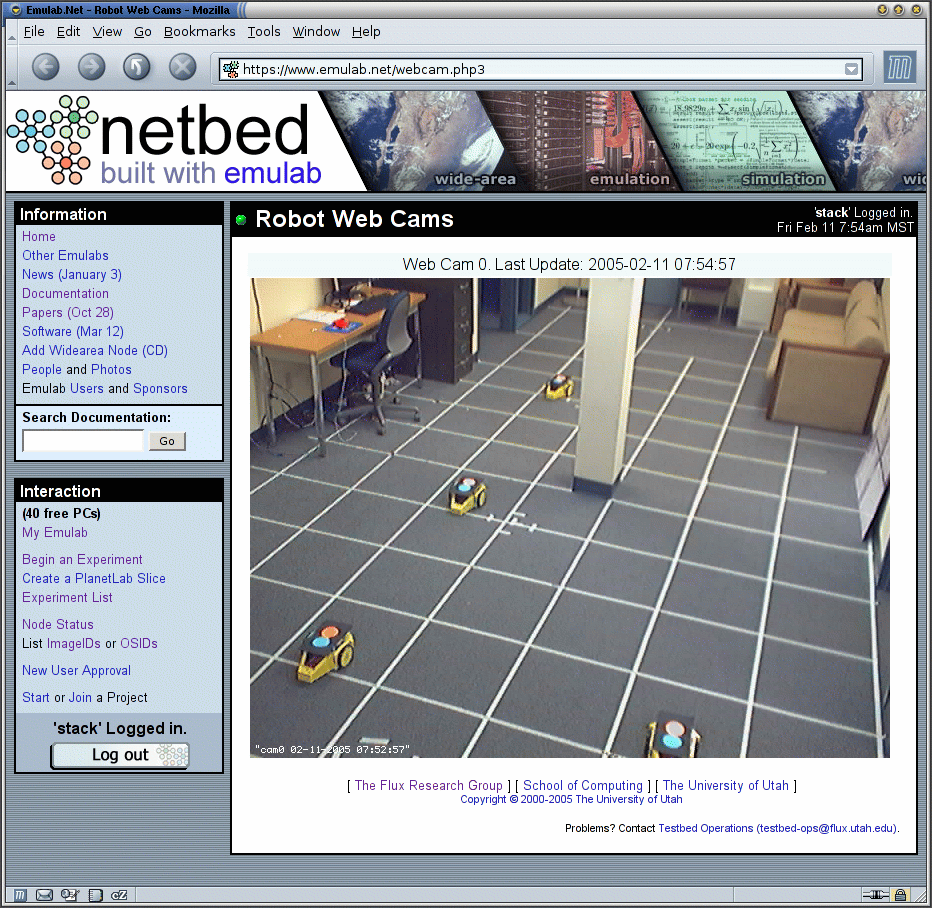 Emulab.Net - Robot Web Cams - Mozilla
File Edit View Go Bookmarks Tools Window Help
https://www.emulab.net/webcam.php3
netbed
built with emulab
wide-area
emulation
simulation
Information
Home
Other Emulabs
News (January 3)
Documentation
Papers (Oct 28)
Software (Mar 12)
Add Widearea Node (CD)
People and Photos
Emulab Users and Sponsors
Search Documentation:
Go
Interaction
(40 free PCs)
My Emulab
Begin an Experiment
Create a PlanetLab Slice
Experiment List
Node Status
List ImageIDs or OSIDs
New User Approval
Start or Join a Project
'stack' Logged in.
Log out
Robot Web Cams
'stack' Logged in.
Fri Feb 11 7:54am MST
Web Cam 0. Last Update: 2005-02-11 07:54:57
"cam0 02-11-2005 07:52:57"
[ The Flux Research Group ] [ School of Computing ] [ The University of Utah ]
Copyright © 2000-2005 The University of Utah
Problems? Contact Testbed Operations (testbed-ops@flux.utah.edu).